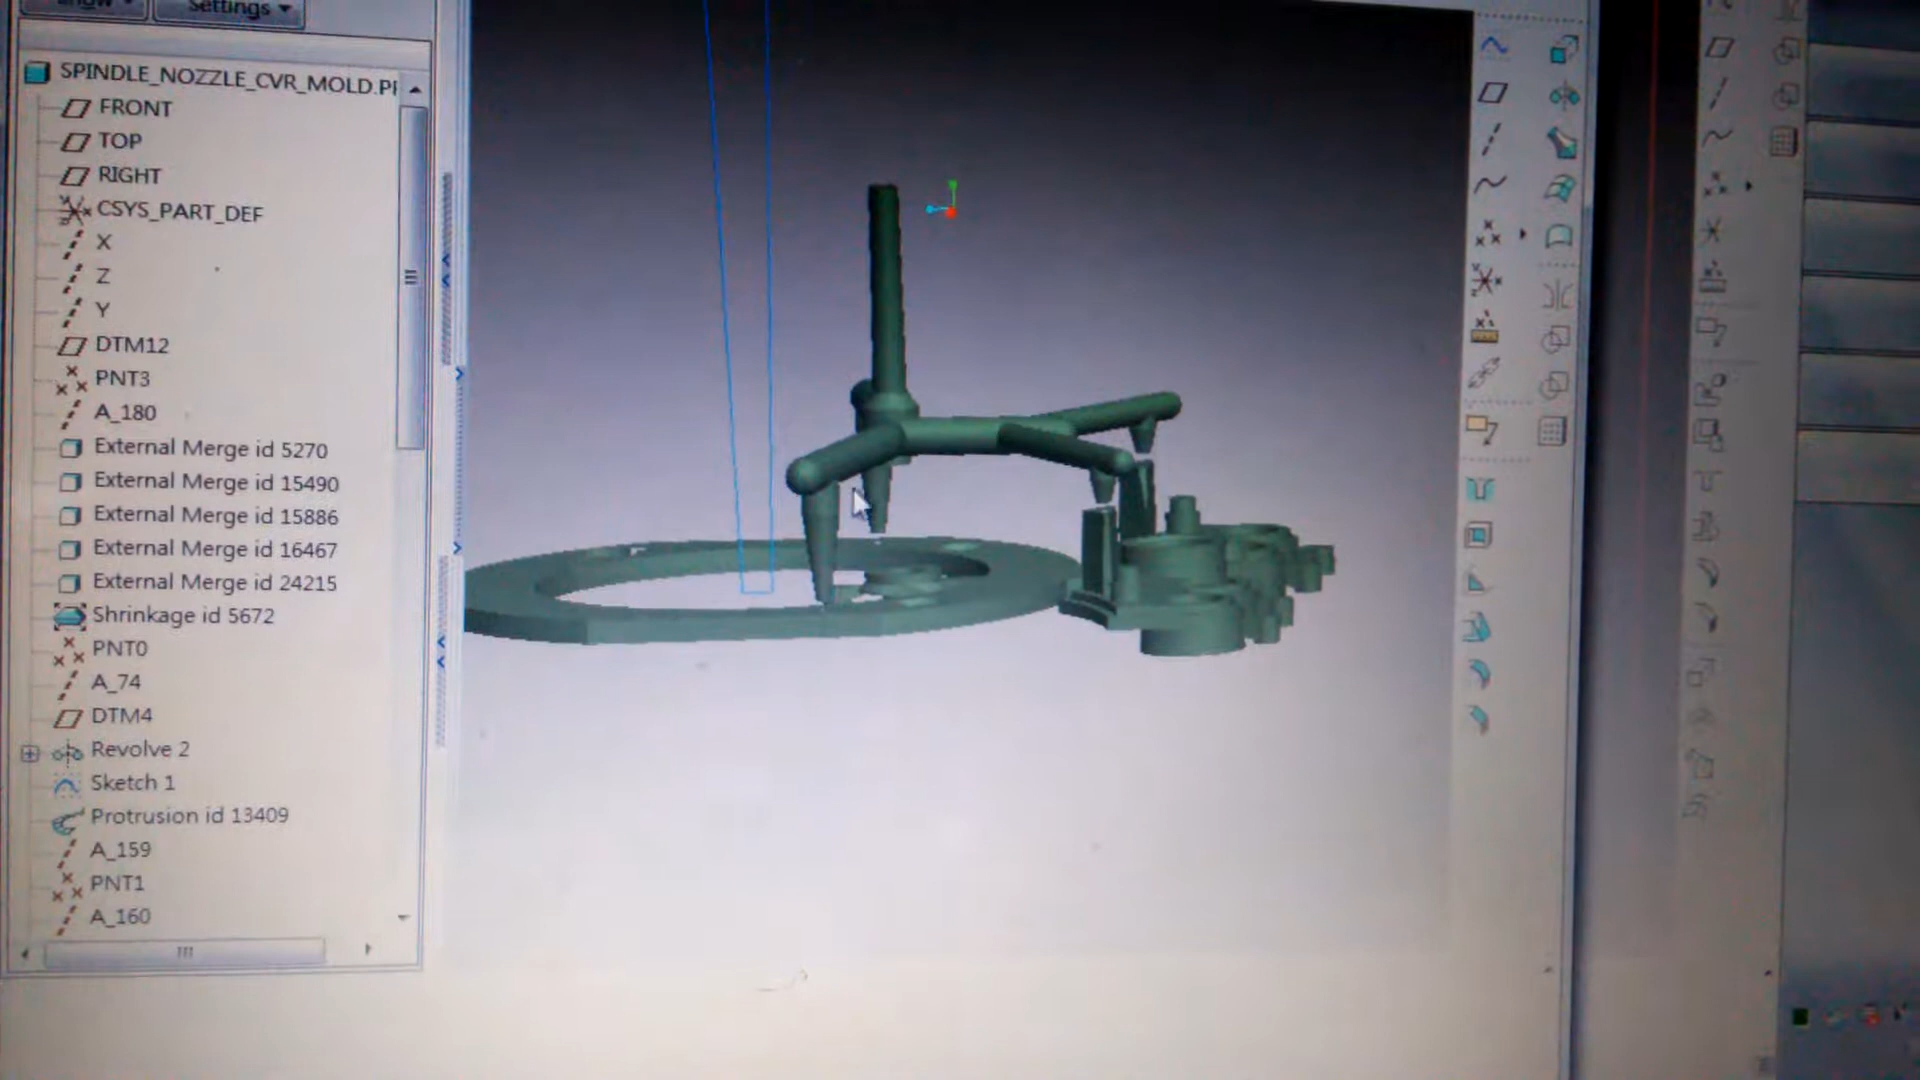 Settings
SPINDLE_NOZZLE_CVR_MOLD.P
FRONT
TOP
RIGHT
CSYS_PART_DEF
X
Z
Y
DTM12
PNT3
A_180
External Merge id 5270
External Merge id 15490
External Merge id 15886
External Merge id 16467
External Merge id 24215
Shrinkage id 5672
PNT0
A_74
DTM4
Revolve 2
Sketch 1
Protrusion id 13409
A_159
PNT1
A_160